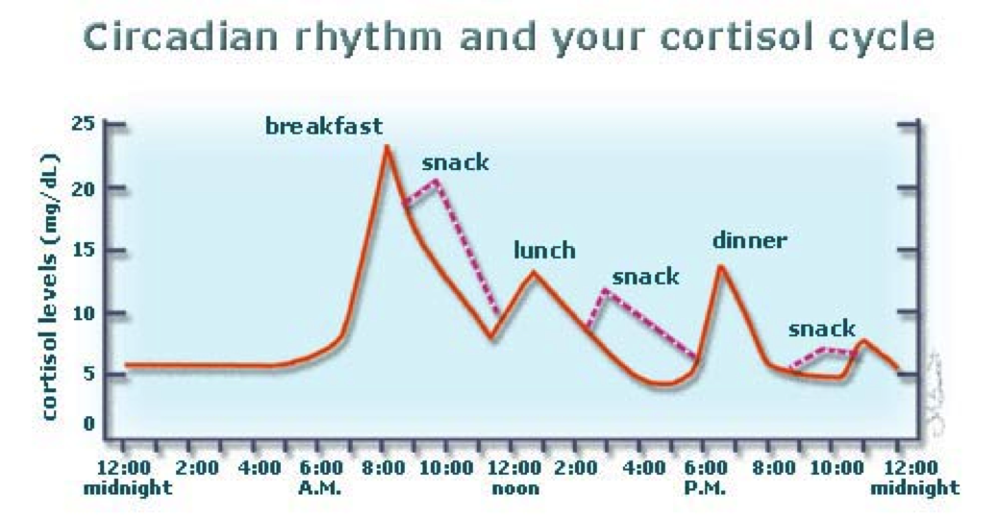 Circadian rhythm and your cortisol cycle
cortisol levels (mg/dL)
25
20
15
10
5
0
breakfast
snack
lunch
snack
dinner
snack
12:00 2:00 4:00 6:00 8:00 10:00 12:00 2:00 4:00 6:00 8:00 10:00 12:00
midnight A.M. noon P.M. midnight